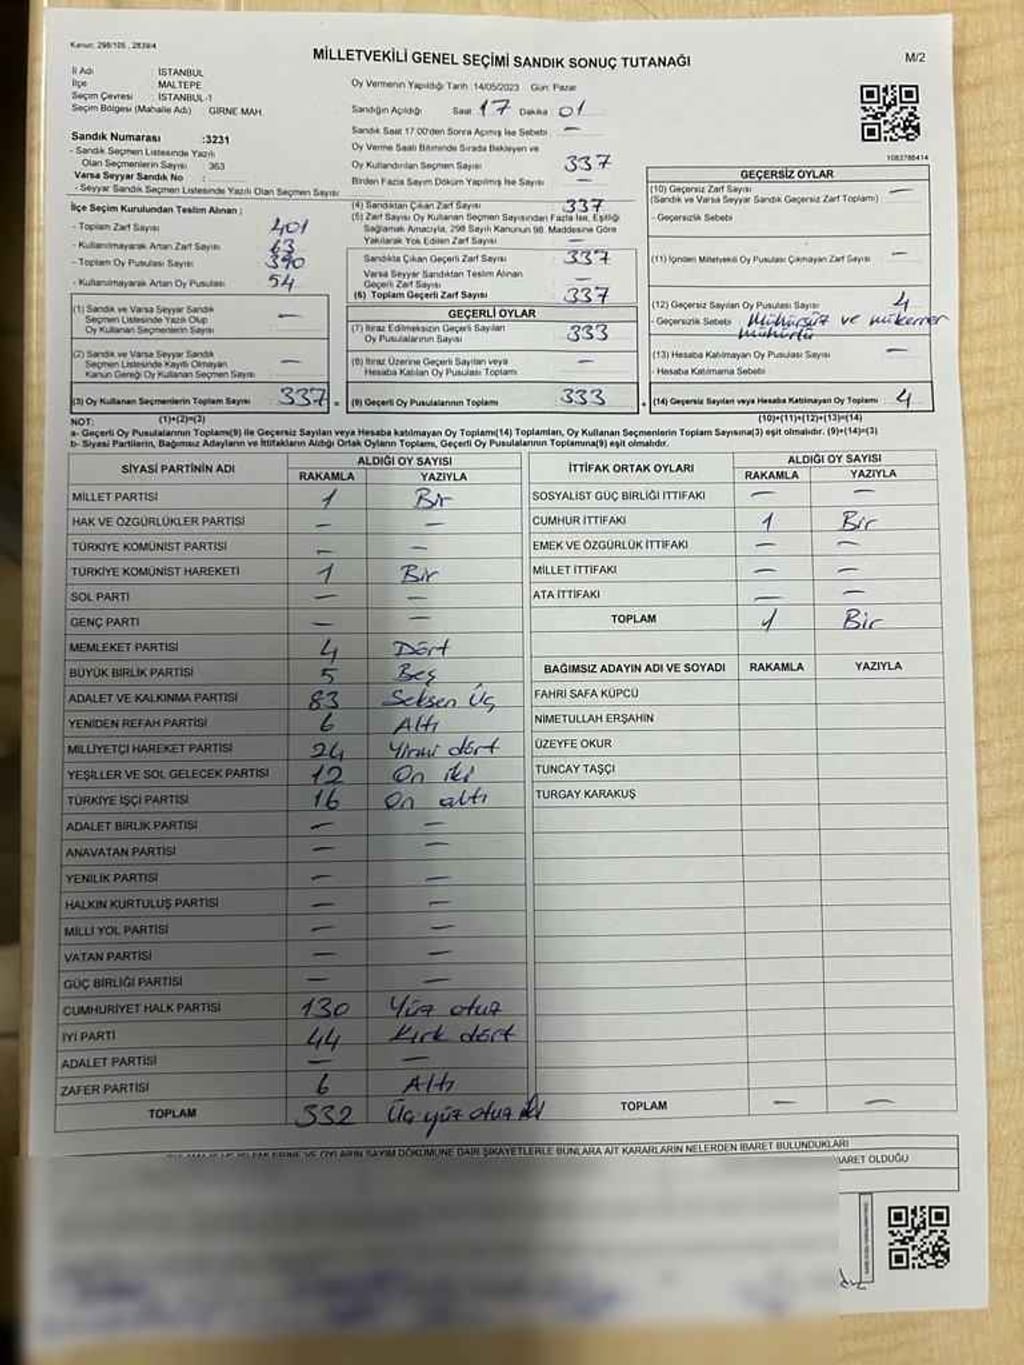 Kanun: 298/105 , 2839/4
MİLLETVEKİLİ GENEL SEÇİMİ SANDIK SONUÇ TUTANAĞI
M/2
İl Adı İSTANBUL
İlçe MALTEPE
Seçim Çevresi İSTANBUL-1
Seçim Bölgesi (Mahalle Adı) GİRNE MAH.
Sandık Numarası :3231
- Sandık Seçmen Listesinde Yazılı
Olan Seçmenlerin Sayısı 363
Varsa Seyyar Sandık No :
- Seyyar Sandık Seçmen Listesinde Yazılı Olan Seçmen Sayısı
Oy Vermenin Yapıldığı Tarih :14/05/2023 Gün: Pazar
Sandığın Açıldığı Saat 17 Dakika 01
Sandık Saat 17.00'den Sonra Açılmış İse Sebebi —
Oy Verme Saati Bitiminde Sırada Bekleyen ve
Oy Kullandırılan Seçmen Sayısı 337
Birden Fazla Sayım Döküm Yapılmış İse Sayısı —
1083786414
İlçe Seçim Kurulundan Teslim Alınan :
- Toplam Zarf Sayısı 401
- Kullanılmayarak Artan Zarf Sayısı 63
- Toplam Oy Pusulası Sayısı 390
- Kullanılmayarak Artan Oy Pusulası 54
(1) Sandık ve Varsa Seyyar Sandık
Seçmen Listesinde Yazılı Olup
Oy Kullanan Seçmenlerin Sayısı —
(2) Sandık ve Varsa Seyyar Sandık
Seçmen Listesinde Kayıtlı Olmayan
Kanun Gereği Oy Kullanan Seçmen Sayısı —
(3) Oy Kullanan Seçmenlerin Toplam Sayısı 337
(4) Sandıktan Çıkan Zarf Sayısı 337
(5) Zarf Sayısı Oy Kullanan Seçmen Sayısından Fazla İse, Eşitliği
Sağlamak Amacıyla, 298 Sayılı Kanunun 98. Maddesine Göre
Yakılarak Yok Edilen Zarf Sayısı —
Sandıkta Çıkan Geçerli Zarf Sayısı 337
Varsa Seyyar Sandıktan Teslim Alınan
Geçerli Zarf Sayısı —
(6) Toplam Geçerli Zarf Sayısı 337
GEÇERLİ OYLAR
(7) İtiraz Edilmeksizin Geçerli Sayılan
Oy Pusulasının Sayısı 333
(8) İtiraz Üzerine Geçerli Sayılan veya
Hesaba Katılan Oy Pusulası Toplamı —
= (9) Geçerli Oy Pusulalarının Toplamı 333
GEÇERSİZ OYLAR
(10) Geçersiz Zarf Sayısı —
(Sandık ve Varsa Seyyar Sandık Geçersiz Zarf Toplamı)
- Geçersizlik Sebebi
(11) İçinden Milletvekili Oy Pusulası Çıkmayan Zarf Sayısı —
(12) Geçersiz Sayılan Oy Pusulası Sayısı 4
- Geçersizlik Sebebi Mühürsüz ve mükerrer
mühürlü
(13) Hesaba Katılmayan Oy Pusulası Sayısı —
- Hesaba Katılmama Sebebi
+ (14) Geçersiz Sayılan veya Hesaba Katılmayan Oy Toplamı : 4
NOT: (1)+(2)=(3) (10)+(11)+(12)+(13)=(14)
a- Geçerli Oy Pusulalarının Toplamı(9) ile Geçersiz Sayılan veya Hesaba katılmayan Oy Toplamı(14) Toplamları, Oy Kullanan Seçmenlerin Toplam Sayısına(3) eşit olmalıdır. (9)+(14)=(3)
b- Siyasi Partilerin, Bağımsız Adayların ve İttifakların Aldığı Ortak Oyların Toplamı, Geçerli Oy Pusulalarının Toplamına(9) eşit olmalıdır.
SİYASİ PARTİNİN ADI ALDIĞI OY SAYISI
RAKAMLA YAZIYLA
MİLLET PARTİSİ 1 Bir
HAK VE ÖZGÜRLÜKLER PARTİSİ — —
TÜRKİYE KOMÜNİST PARTİSİ — —
TÜRKİYE KOMÜNİST HAREKETİ 1 Bir
SOL PARTİ — —
GENÇ PARTİ — —
MEMLEKET PARTİSİ 4 Dört
BÜYÜK BİRLİK PARTİSİ 5 Beş
ADALET VE KALKINMA PARTİSİ 83 Seksen Üç
YENİDEN REFAH PARTİSİ 6 Altı
MİLLİYETÇİ HAREKET PARTİSİ 24 Yirmi dört
YEŞİLLER VE SOL GELECEK PARTİSİ 12 On iki
TÜRKİYE İŞÇİ PARTİSİ 16 On altı
ADALET BİRLİK PARTİSİ — —
ANAVATAN PARTİSİ — —
YENİLİK PARTİSİ — —
HALKIN KURTULUŞ PARTİSİ — —
MİLLİ YOL PARTİSİ — —
VATAN PARTİSİ — —
GÜÇ BİRLİĞİ PARTİSİ — —
CUMHURİYET HALK PARTİSİ 130 Yüz otuz
İYİ PARTİ 44 Kırk dört
ADALET PARTİSİ — —
ZAFER PARTİSİ 6 Altı
TOPLAM 332 Üç yüz otuz iki
İTTİFAK ORTAK OYLARI ALDIĞI OY SAYISI
RAKAMLA YAZIYLA
SOSYALİST GÜÇ BİRLİĞİ İTTİFAKI — —
CUMHUR İTTİFAKI 1 Bir
EMEK VE ÖZGÜRLÜK İTTİFAKI — —
MİLLET İTTİFAKI — —
ATA İTTİFAKI — —
TOPLAM 1 Bir
BAĞIMSIZ ADAYIN ADI VE SOYADI RAKAMLA YAZIYLA
FAHRİ SAFA KÜPCÜ
NİMETULLAH ERŞAHİN
ÜZEYFE OKUR
TUNCAY TAŞÇI
TURGAY KARAKUŞ
TOPLAM — —
VE OYLARIN SAYIM DÖKÜMÜNE DAİR ŞİKAYETLERLE BUNLARA AİT KARARLARIN NELERDEN İBARET BULUNDUKLARI
İBARET OLDUĞU